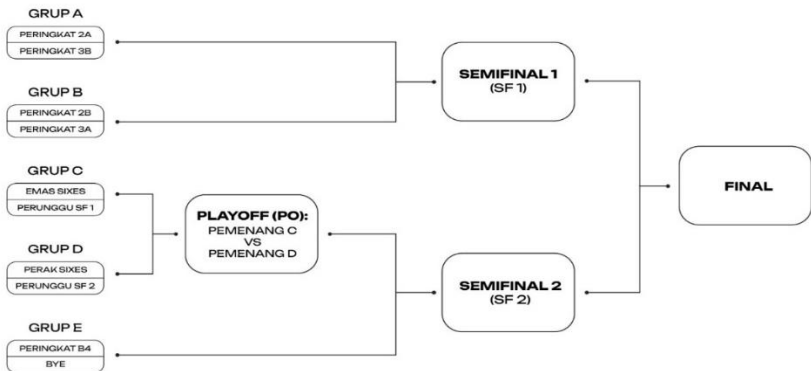 GRUP A
PERINGKAT 2A
PERINGKAT 3B
GRUP B
PERINGKAT 2B
PERINGKAT 3A
GRUP C
EMAS SIXES
PERUNGGU SF 1
GRUP D
PERAK SIXES
PERUNGGU SF 2
GRUP E
PERINGKAT B4
BYE
PLAYOFF (PO):
PEMENANG C
VS
PEMENANG D
SEMIFINAL 1
(SF 1)
SEMIFINAL 2
(SF 2)
FINAL